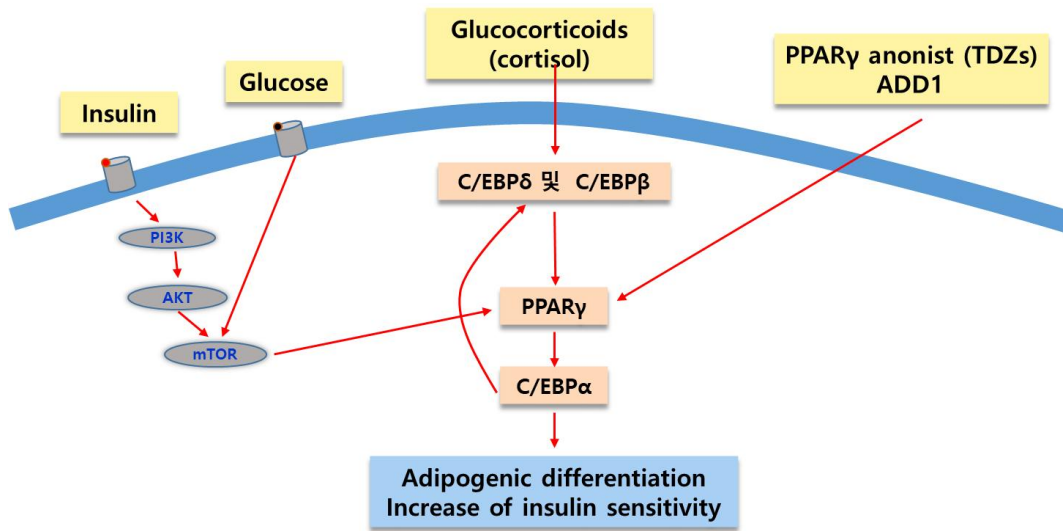 Glucocorticoids
(cortisol)
PPARγ anonist (TDZs)
ADD1
Glucose
Insulin
C/EBPδ 및 C/EBPβ
PI3K
AKT
PPARγ
mTOR
C/EBPα
Adipogenic differentiation
Increase of insulin sensitivity